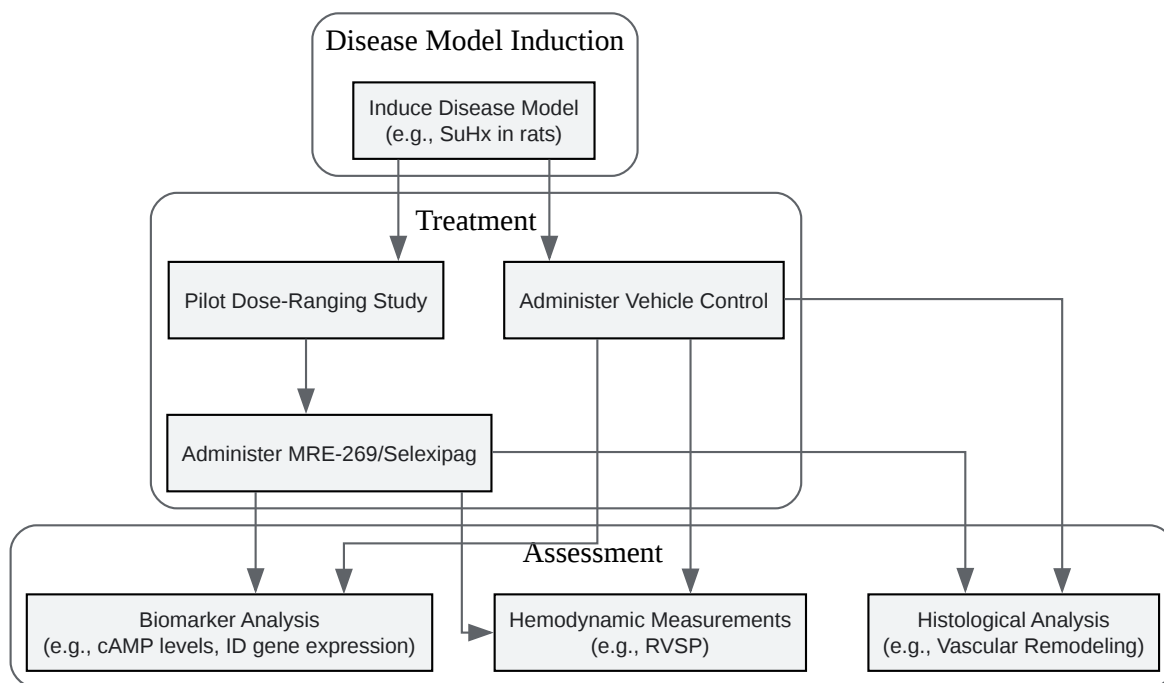 Disease Model Induction
Induce Disease Model
(e.g., SuHx in rats)
Treatment
Pilot Dose-Ranging Study
Administer Vehicle Control
Administer MRE-269/Selexipag
Assessment
Biomarker Analysis
(e.g., cAMP levels, ID gene expression)
Hemodynamic Measurements
(e.g., RVSP)
Histological Analysis
(e.g., Vascular Remodeling)